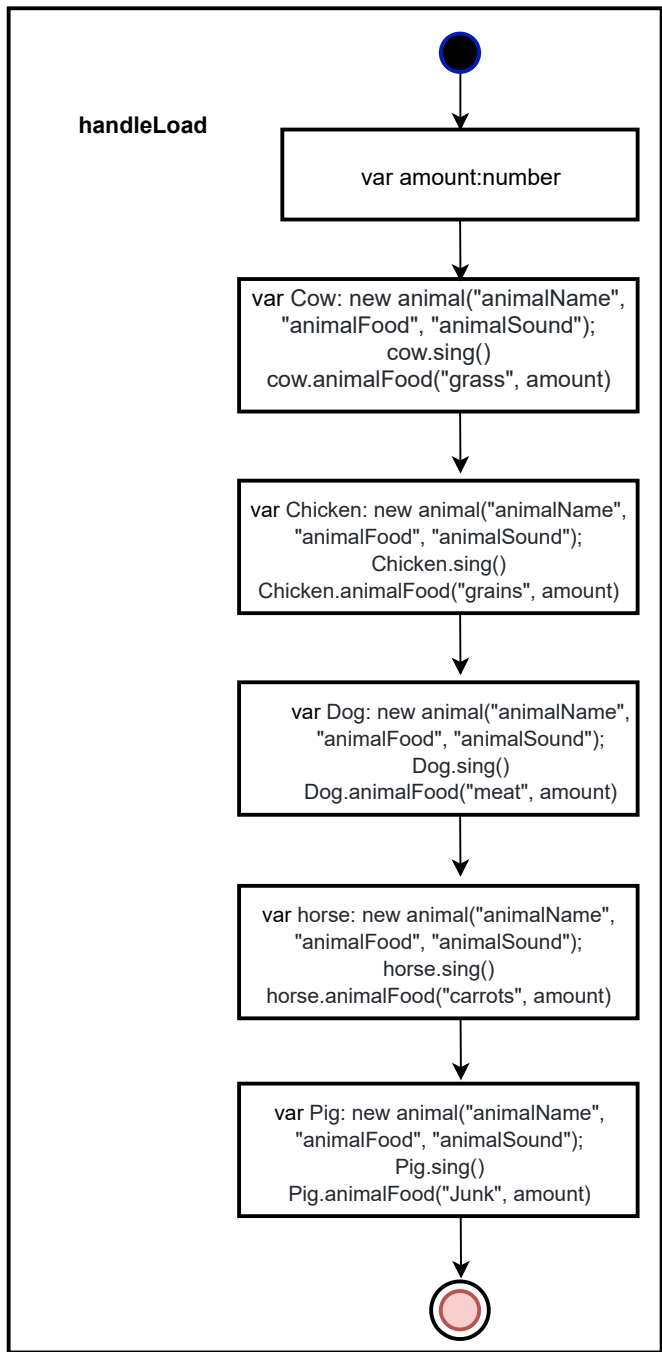 handleLoad
var amount:number
var Cow: new animal("animalName",
"animalFood", "animalSound");
cow.sing()
cow.animalFood("grass", amount)
var Chicken: new animal("animalName",
"animalFood", "animalSound");
Chicken.sing()
Chicken.animalFood("grains", amount)
var Dog: new animal("animalName",
"animalFood", "animalSound");
Dog.sing()
Dog.animalFood("meat", amount)
var horse: new animal("animalName",
"animalFood", "animalSound");
horse.sing()
horse.animalFood("carrots", amount)
var Pig: new animal("animalName",
"animalFood", "animalSound");
Pig.sing()
Pig.animalFood("Junk", amount)